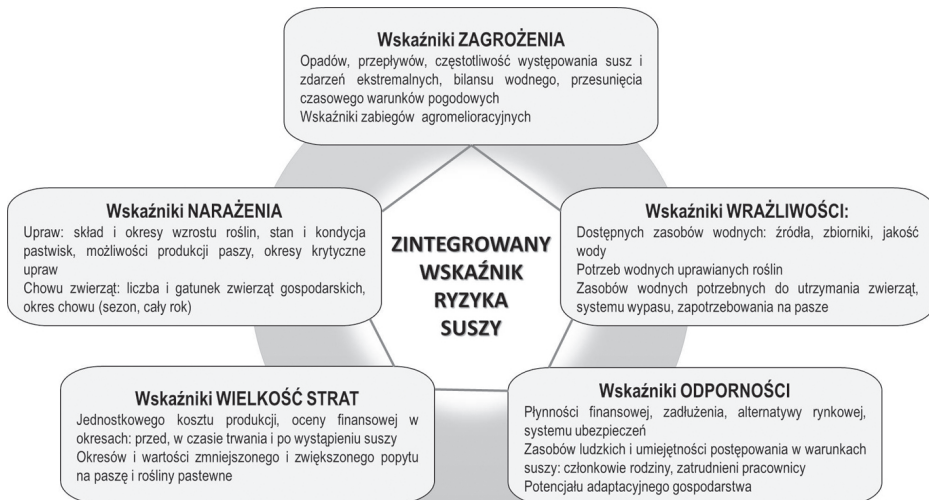 Wskaźniki ZAGROŻENIA
Opadów, przepływów, częstotliwość występowania susz i
zdarzeń ekstremalnych, bilansu wodnego, przesunięcia
czasowego warunków pogodowych
Wskaźniki zabiegów agromelioracyjnych
Wskaźniki NARAŻENIA
Upraw: skład i okresy wzrostu roślin, stan i kondycja
pastwisk, możliwości produkcji paszy, okresy krytyczne
upraw
Chowu zwierząt: liczba i gatunek zwierząt gospodarskich,
okres chowu (sezon, cały rok)
ZINTEGROWANY
WSKAŹNIK
RYZYKA
SUSZY
Wskaźniki WRAŻLIWOŚCI:
Dostępnych zasobów wodnych: źródła, zbiorniki, jakość
wody
Potrzeb wodnych uprawianych roślin
Zasobów wodnych potrzebnych do utrzymania zwierząt,
systemu wypasu, zapotrzebowania na pasze
Wskaźniki WIELKOŚĆ STRAT
Jednostkowego kosztu produkcji, oceny finansowej w
okresach: przed, w czasie trwania i po wystąpieniu suszy
Okresów i wartości zmniejszonego i zwiększonego popytu
na paszę i rośliny pastewne
Wskaźniki ODPORNOŚCI
Płynności finansowej, zadłużenia, alternatywy rynkowej,
systemu ubezpieczeń
Zasobów ludzkich i umiejętności postępowania w warunkach
suszy: członkowie rodziny, zatrudnieni pracownicy
Potencjału adaptacyjnego gospodarstwa